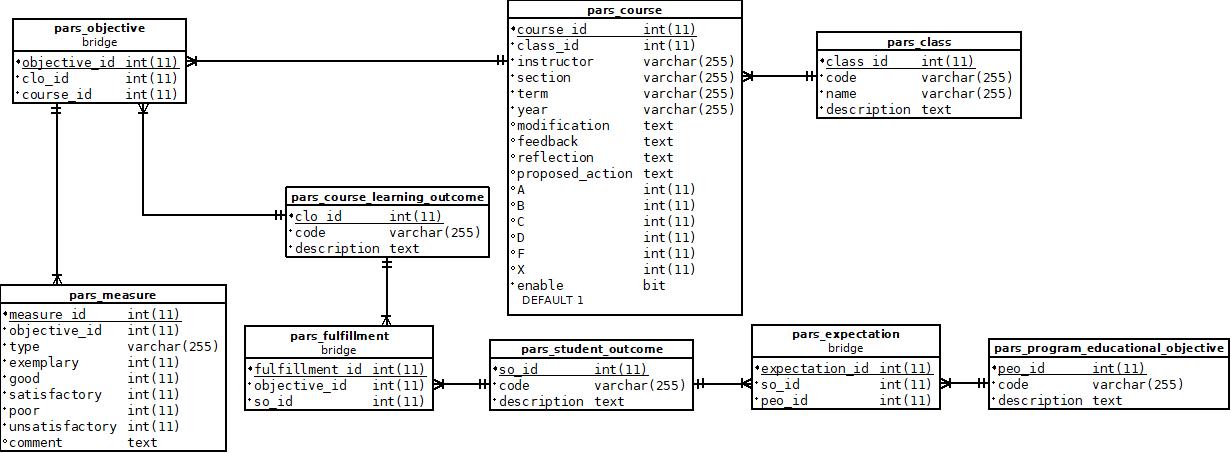 pars_objective
bridge
objective_id int(11)
clo_id int(11)
course_id int(11)
pars_course
course_id int(11)
class_id int(11)
instructor varchar(255)
section varchar(255)
term varchar(255)
year varchar(255)
modification text
feedback text
reflection text
proposed_action text
A int(11)
B int(11)
C int(11)
D int(11)
F int(11)
X int(11)
enable bit
DEFAULT 1
pars_class
class_id int(11)
code varchar(255)
name varchar(255)
description text
pars_course_learning_outcome
clo_id int(11)
code varchar(255)
description text
pars_measure
measure_id int(11)
objective_id int(11)
type varchar(255)
exemplary int(11)
good int(11)
satisfactory int(11)
poor int(11)
unsatisfactory int(11)
comment text
pars_fulfillment
bridge
fulfillment_id int(11)
objective_id int(11)
so_id int(11)
pars_student_outcome
so_id int(11)
code varchar(255)
description text
pars_expectation
bridge
expectation_id int(11)
so_id int(11)
peo_id int(11)
pars_program_educational_objective
peo_id int(11)
code varchar(255)
description text